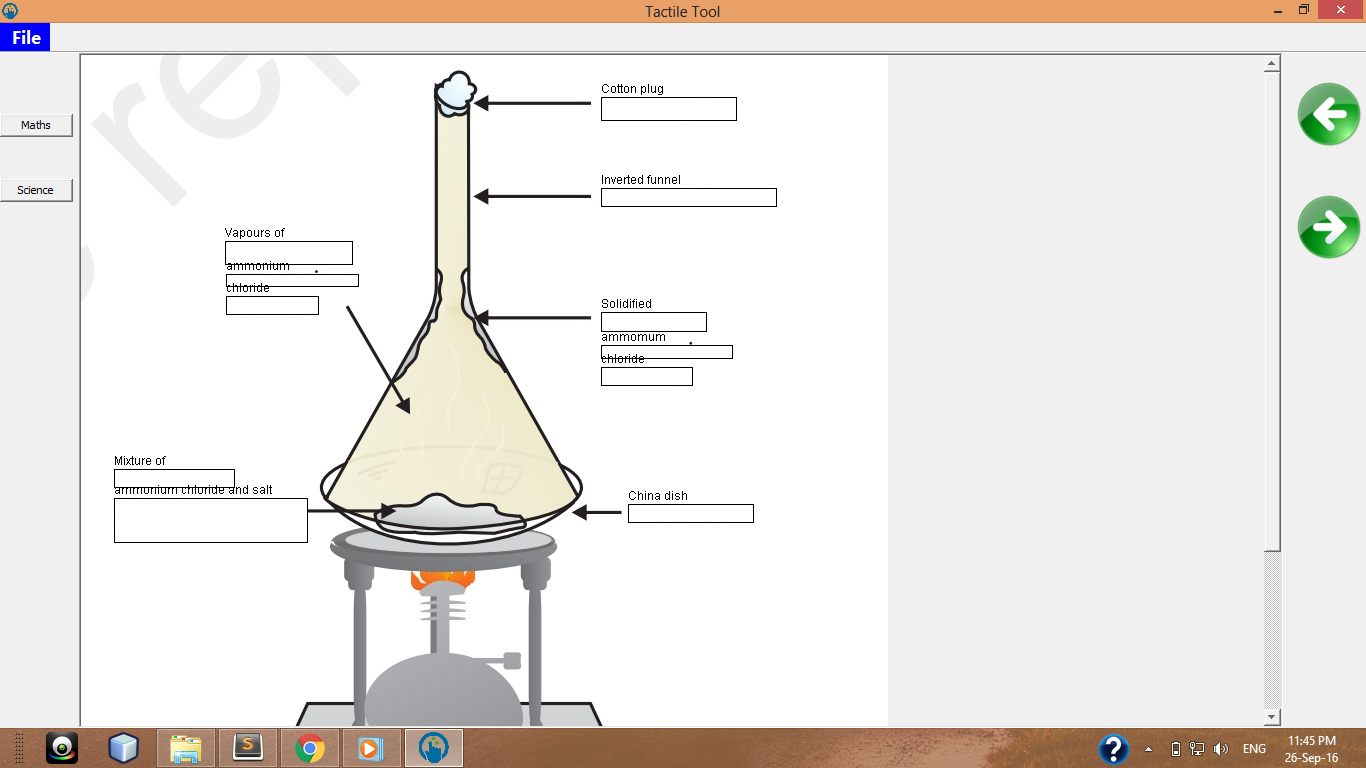 Tactile Tool
File
Maths
Science
Cotton plug
Inverted funnel
Vapours of
ammonium
chloride
Solidified
ammomum
chloride
Mixture of
ammonium chloride and salt
China dish
ENG
11:45 PM
26-Sep-16